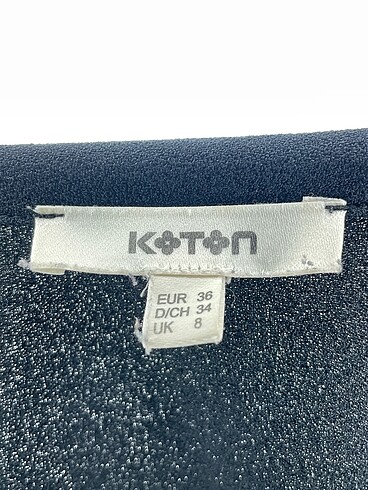 KOTON
EUR 36
D/CH 34
UK 8